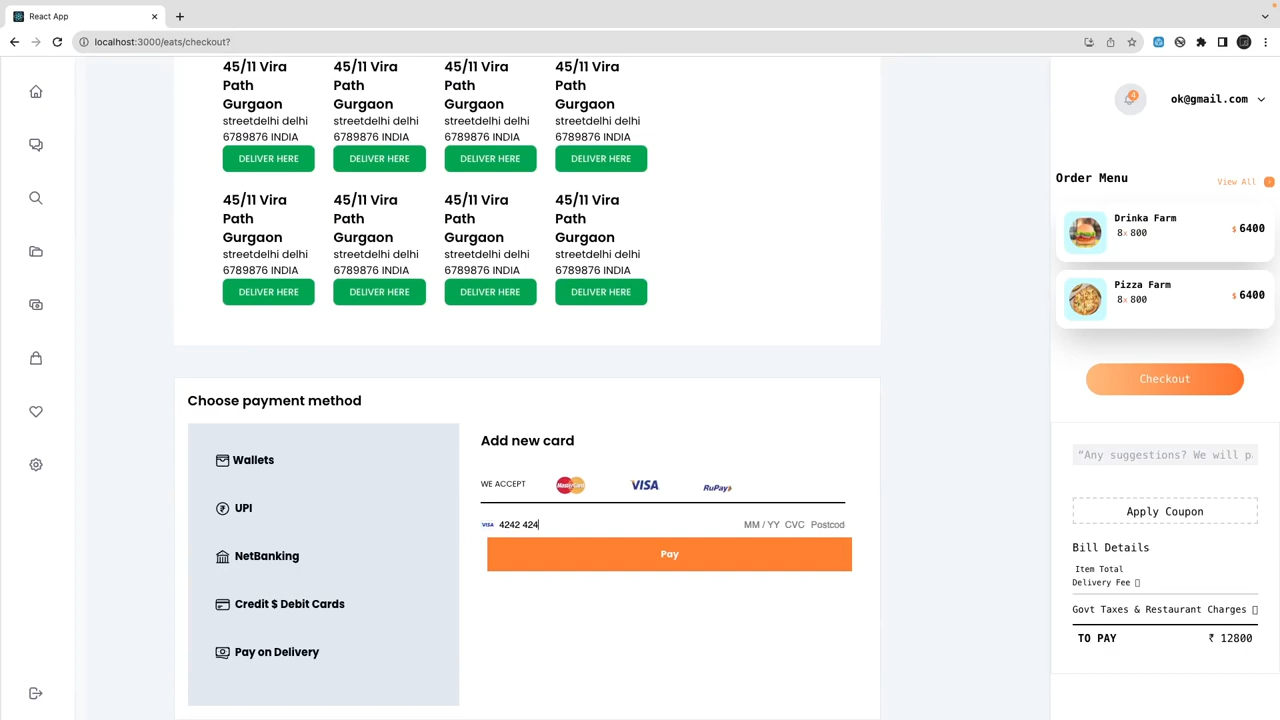 React App
localhost:3000/eats/checkout?
45/11 Vira Path Gurgaon
streetdelhi delhi
6789876 INDIA
DELIVER HERE
45/11 Vira Path Gurgaon
streetdelhi delhi
6789876 INDIA
DELIVER HERE
45/11 Vira Path Gurgaon
streetdelhi delhi
6789876 INDIA
DELIVER HERE
45/11 Vira Path Gurgaon
streetdelhi delhi
6789876 INDIA
DELIVER HERE
45/11 Vira Path Gurgaon
streetdelhi delhi
6789876 INDIA
DELIVER HERE
45/11 Vira Path Gurgaon
streetdelhi delhi
6789876 INDIA
DELIVER HERE
45/11 Vira Path Gurgaon
streetdelhi delhi
6789876 INDIA
DELIVER HERE
45/11 Vira Path Gurgaon
streetdelhi delhi
6789876 INDIA
DELIVER HERE
Choose payment method
Wallets
UPI
NetBanking
Credit $ Debit Cards
Pay on Delivery
Add new card
WE ACCEPT MasterCard VISA RuPay
VISA 4242 424 MM / YY CVC Postcod
Pay
4
ok@gmail.com
Order Menu
View All
Drinka Farm
8x 800
$ 6400
Pizza Farm
8x 800
$ 6400
Checkout
“Any suggestions? We will p
Apply Coupon
Bill Details
Item Total
Delivery Fee
Govt Taxes & Restaurant Charges
TO PAY ₹ 12800